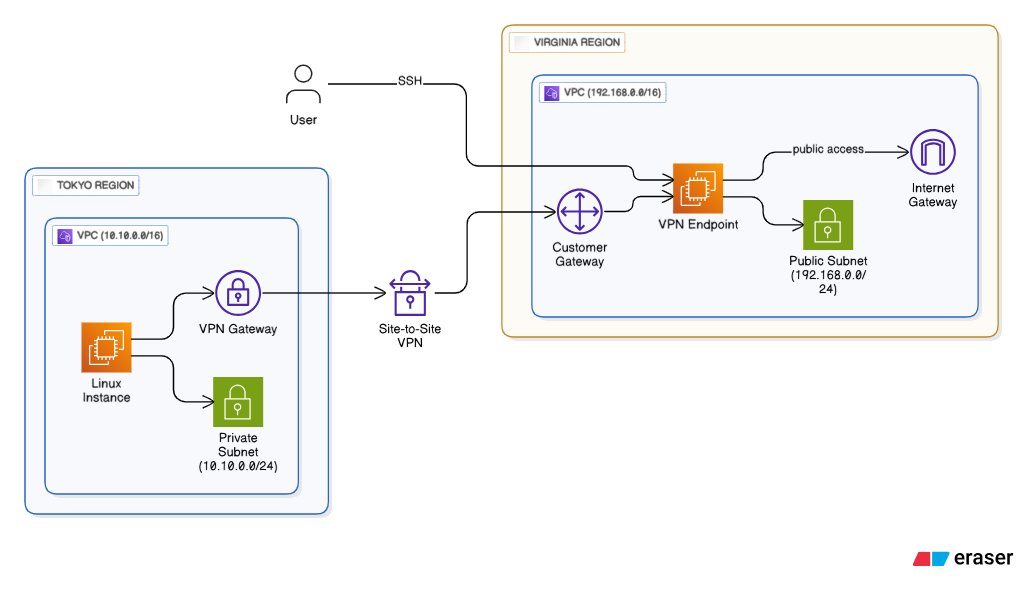 VIRGINIA REGION
VPC (192.168.0.0/16)
SSH
User
public access
Internet
Gateway
VPN Endpoint
Customer
Gateway
Public Subnet
(192.168.0.0/
24)
TOKYO REGION
VPC (10.10.0.0/16)
VPN Gateway
Site-to-Site
VPN
Linux
Instance
Private
Subnet
(10.10.0.0/24)
eraser